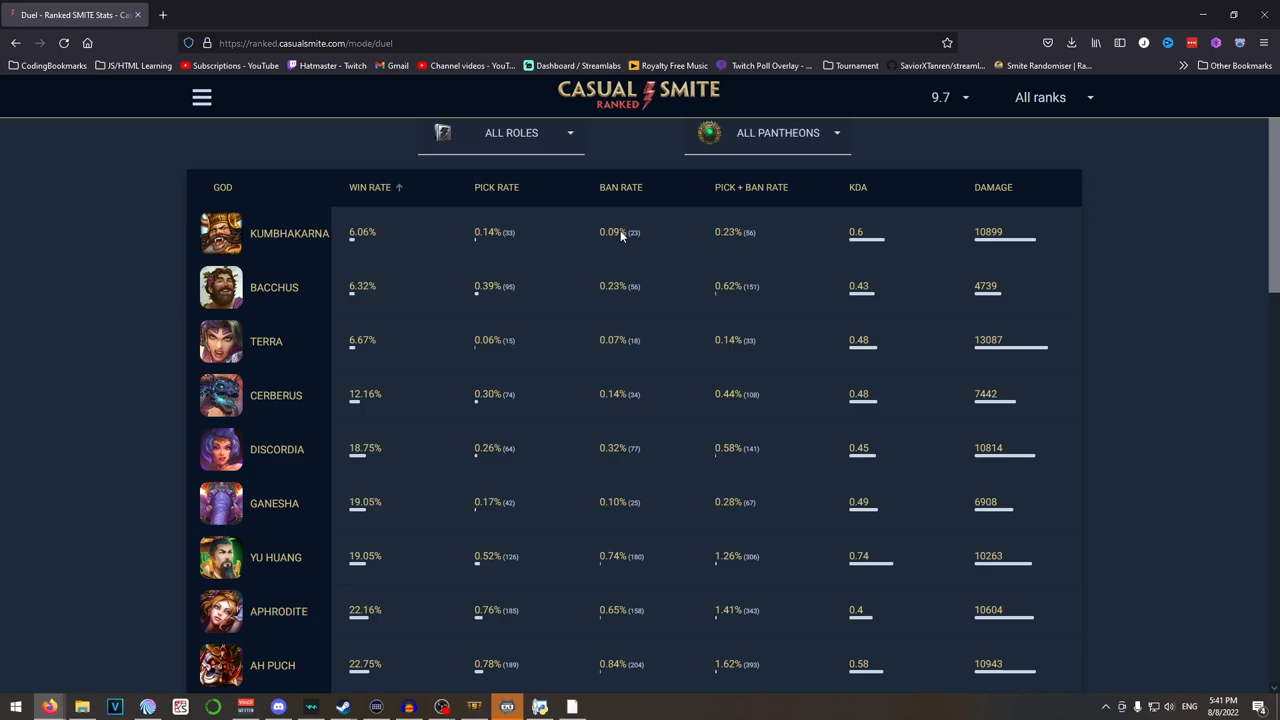 Duel - Ranked SMITE Stats - Cas
https://ranked.casualsmite.com/mode/duel
CodingBookmarks JS/HTML Learning Subscriptions - YouTube Hatmaster - Twitch Gmail Channel videos - YouT... Dashboard / Streamlabs Royalty Free Music Twitch Poll Overlay - ... Tournament SaviorXTanren/streaml... Smite Randomiser | Ra... Other Bookmarks
CASUAL SMITE
RANKED
9.7 All ranks
ALL ROLES ALL PANTHEONS
GOD WIN RATE PICK RATE BAN RATE PICK + BAN RATE KDA DAMAGE
KUMBHAKARNA 6.06% 0.14% (33) 0.09% (23) 0.23% (56) 0.6 10899
BACCHUS 6.32% 0.39% (95) 0.23% (56) 0.62% (151) 0.43 4739
TERRA 6.67% 0.06% (15) 0.07% (18) 0.14% (33) 0.48 13087
CERBERUS 12.16% 0.30% (74) 0.14% (34) 0.44% (108) 0.48 7442
DISCORDIA 18.75% 0.26% (64) 0.32% (77) 0.58% (141) 0.45 10814
GANESHA 19.05% 0.17% (42) 0.10% (25) 0.28% (67) 0.49 6908
YU HUANG 19.05% 0.52% (126) 0.74% (180) 1.26% (306) 0.74 10263
APHRODITE 22.16% 0.76% (185) 0.65% (158) 1.41% (343) 0.4 10604
AH PUCH 22.75% 0.78% (189) 0.84% (204) 1.62% (393) 0.58 10943
ENG
5:41 PM
8/8/2022